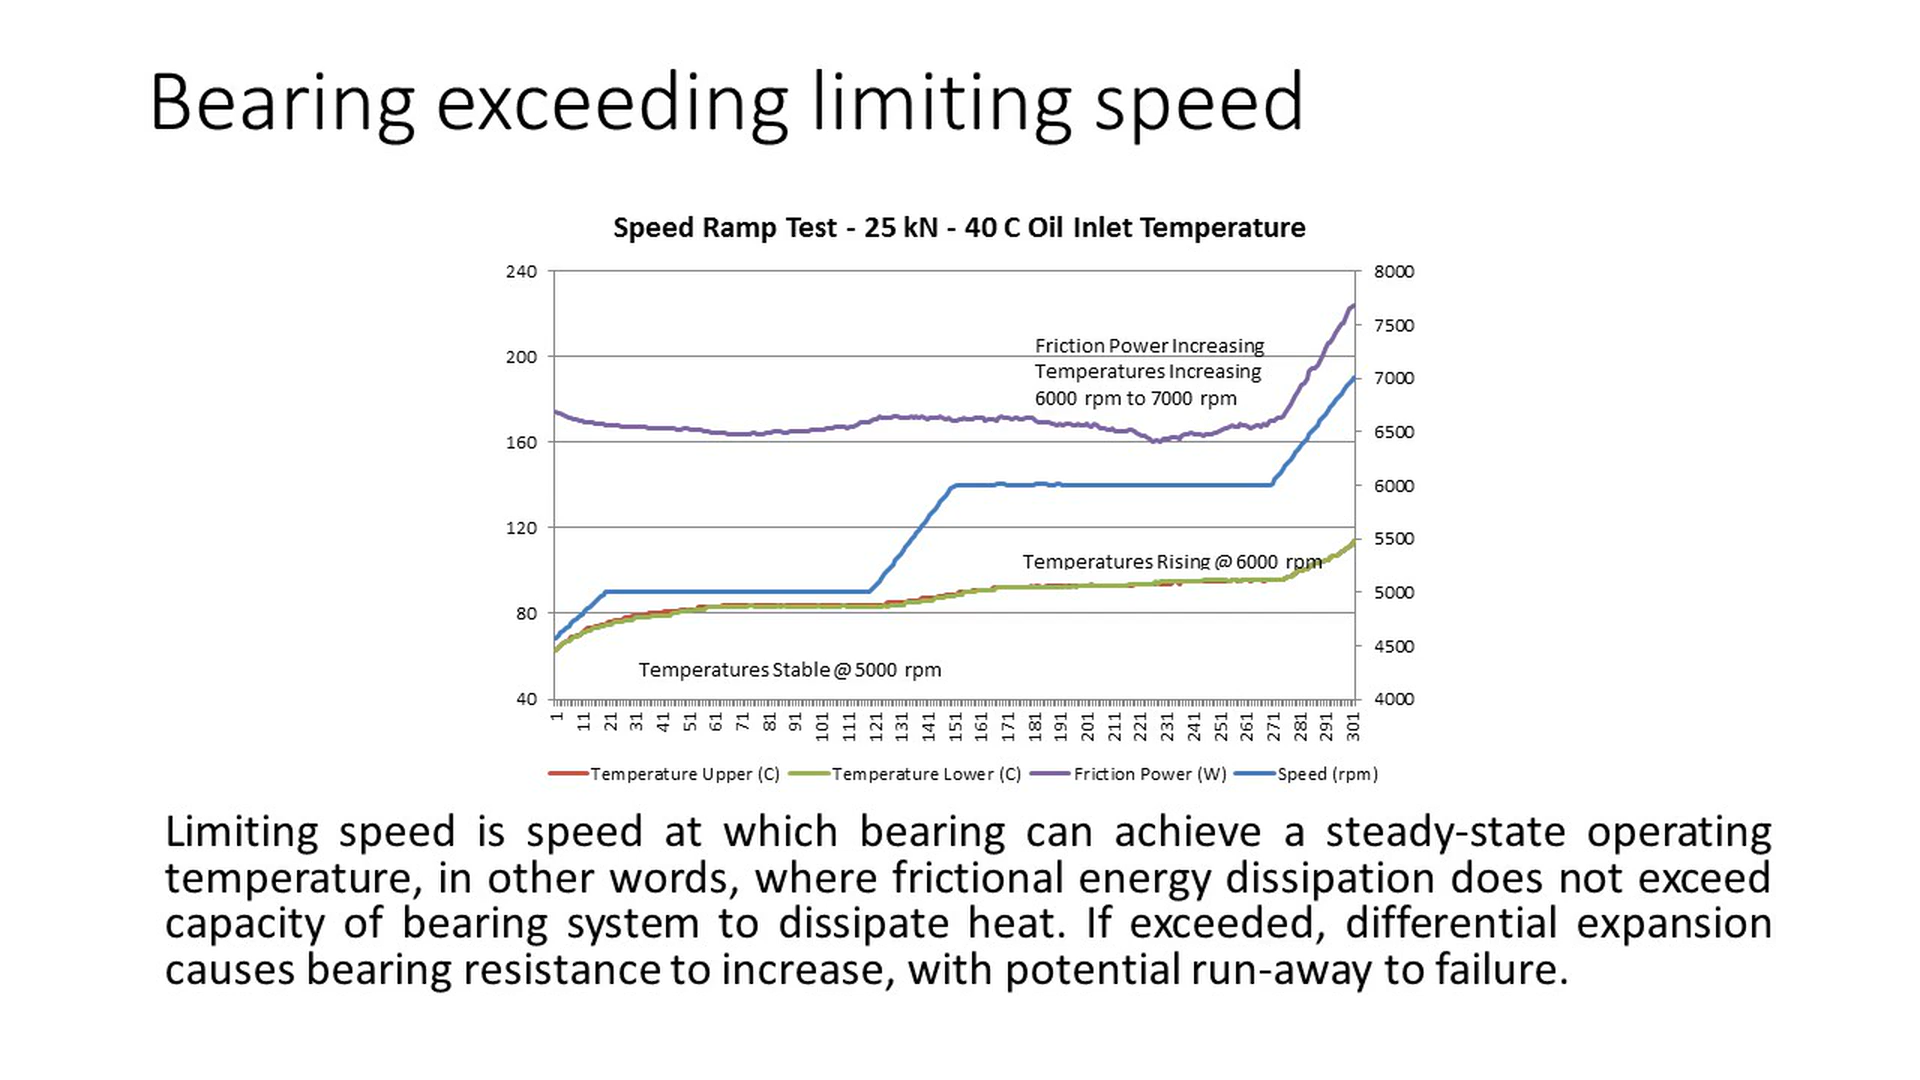 Bearing exceeding limiting speed
Speed Ramp Test - 25 kN - 40 C Oil Inlet Temperature
240
200
160
120
80
40
8000
7500
7000
6500
6000
5500
5000
4500
4000
Friction Power Increasing
Temperatures Increasing
6000 rpm to 7000 rpm
Temperatures Rising @ 6000 rpm
Temperatures Stable @ 5000 rpm
1 11 21 31 41 51 61 71 81 91 101 111 121 131 141 151 161 171 181 191 201 211 221 231 241 251 261 271 281 291 301
Temperature Upper (C) Temperature Lower (C) Friction Power (W) Speed (rpm)
Limiting speed is speed at which bearing can achieve a steady-state operating
temperature, in other words, where frictional energy dissipation does not exceed
capacity of bearing system to dissipate heat. If exceeded, differential expansion
causes bearing resistance to increase, with potential run-away to failure.